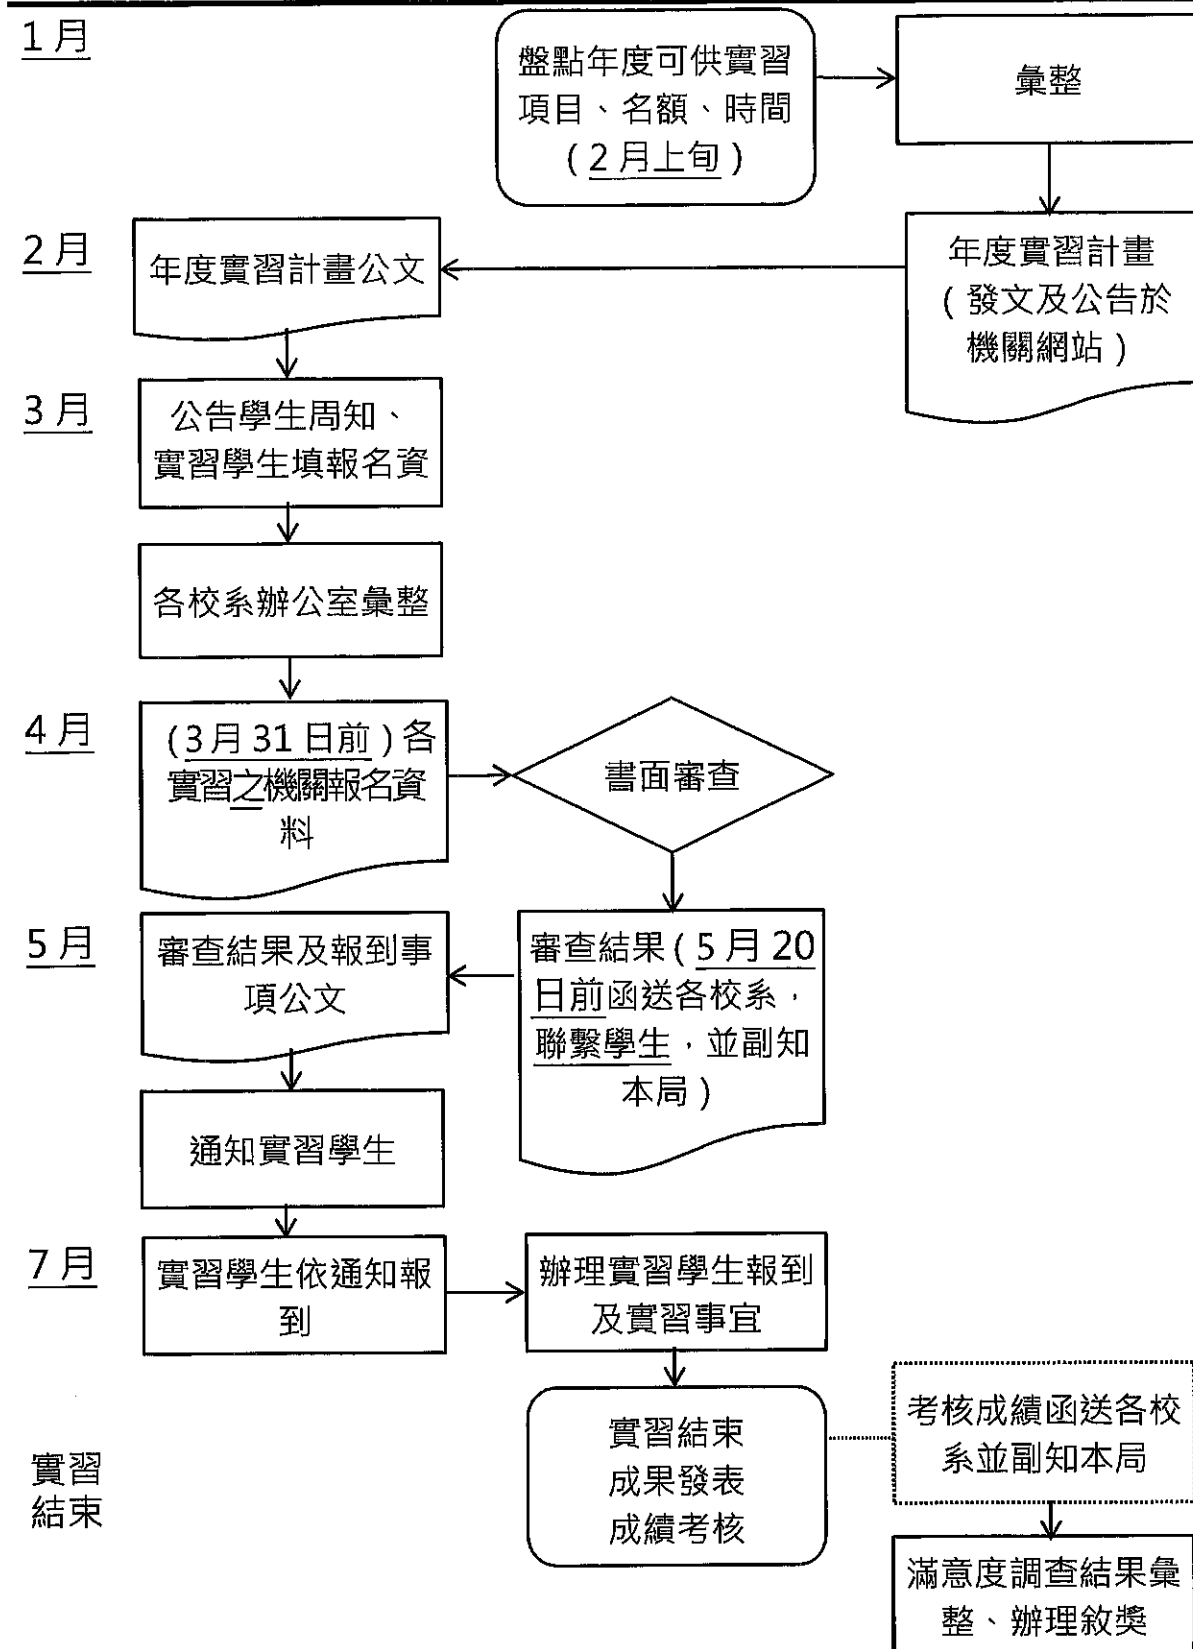 1月
盤點年度可供實習
項目、名額、時間
(2月上旬)
彙整
2月
年度實習計畫公文
年度實習計畫
(發文及公告於
機關網站)
3月
公告學生周知、
實習學生填報名資
各校系辦公室彙整
4月
(3月31日前)各
實習之機關報名資
料
書面審查
5月
審查結果及報到事
項公文
審查結果(5月20
日前函送各校系,
聯繫學生,並副知
本局)
通知實習學生
7月
實習學生依通知報
到
辦理實習學生報到
及實習事宜
實習
結束
實習結束
成果發表
成績考核
考核成績函送各校
系並副知本局
滿意度調查結果彙
整、辦理敘獎